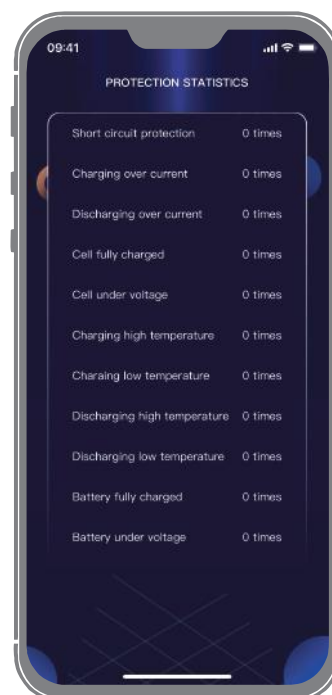 09:41
PROTECTION STATISTICS
Short circuit protection 0 times
Charging over current 0 times
Discharging over current 0 times
Cell fully charged 0 times
Cell under voltage 0 times
Charging high temperature 0 times
Charaing low temperature 0 times
Discharging high temperature 0 times
Discharging low temperature 0 times
Battery fully charged 0 times
Battery under voltage 0 times